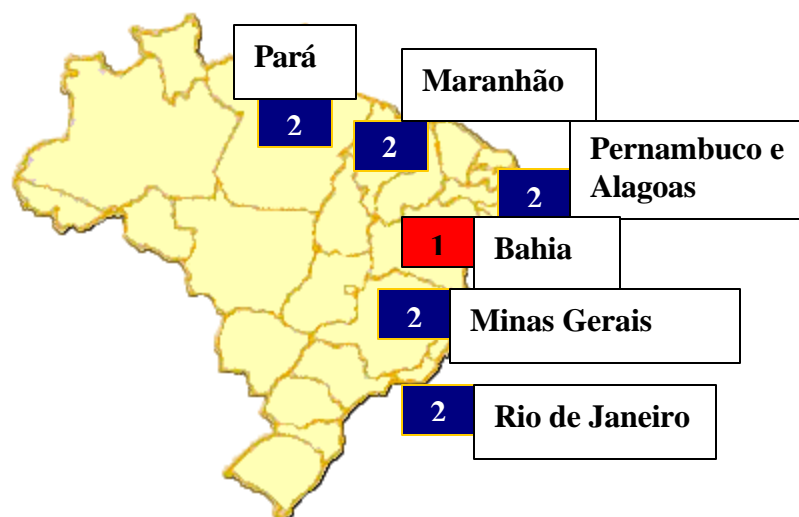 Pará
2
Maranhão
2
Pernambuco e
Alagoas
2
1
Bahia
2
Minas Gerais
2
Rio de Janeiro